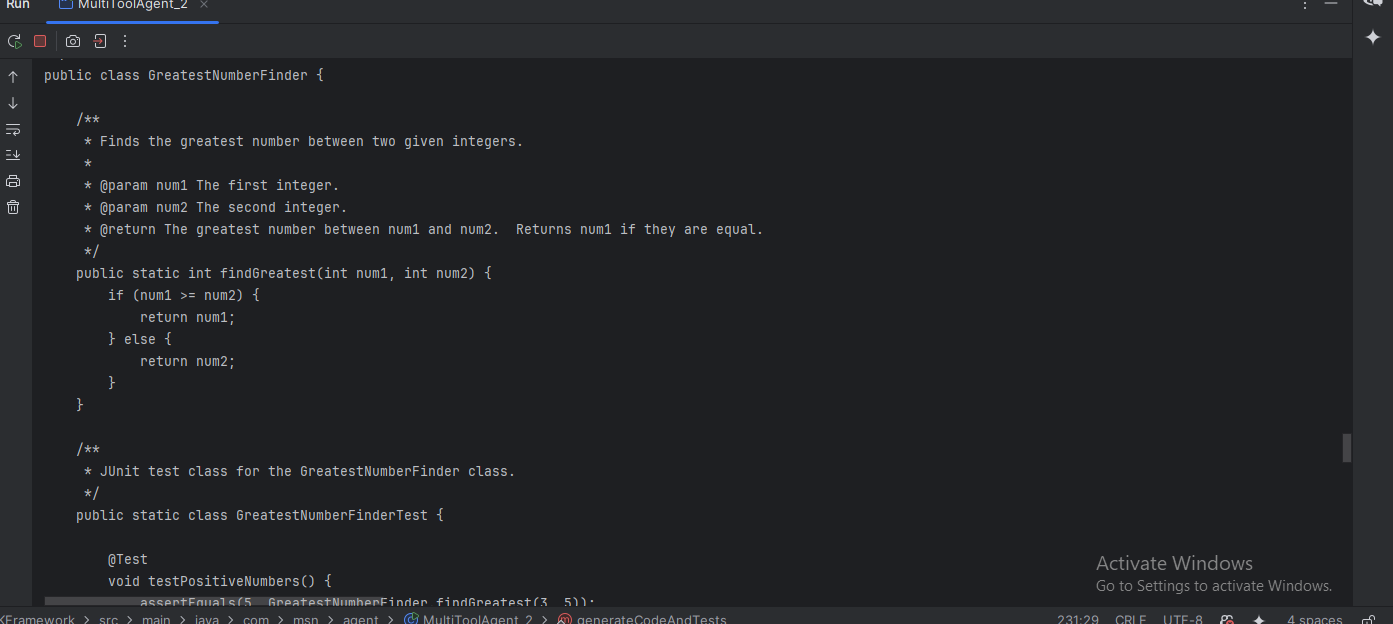 Run MultiToolAgent_2
public class GreatestNumberFinder {
/**
* Finds the greatest number between two given integers.
*
* @param num1 The first integer.
* @param num2 The second integer.
* @return The greatest number between num1 and num2.  Returns num1 if they are equal.
*/
public static int findGreatest(int num1, int num2) {
if (num1 >= num2) {
return num1;
} else {
return num2;
}
}
/**
* JUnit test class for the GreatestNumberFinder class.
*/
public static class GreatestNumberFinderTest {
@Test
void testPositiveNumbers() {
assertEquals(5, GreatestNumberFinder.findGreatest(3, 5));
Activate Windows
Go to Settings to activate Windows.
Framework > src > main > java > com > msn > agent > MultiToolAgent_2 > generateCodeAndTests 231:29 CRLF UTF-8 4 spaces